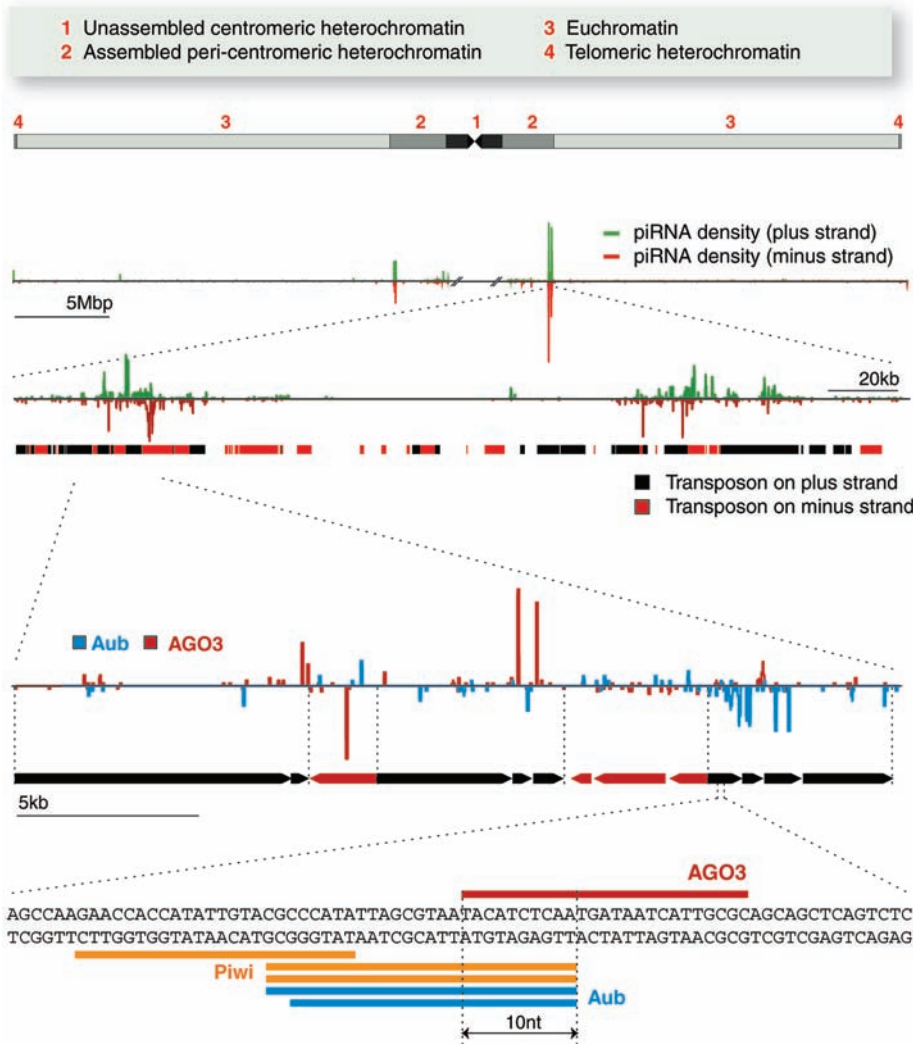 1 Unassembled centromeric heterochromatin 3 Euchromatin
2 Assembled peri-centromeric heterochromatin 4 Telomeric heterochromatin
4 3 2 1 2 3 4
piRNA density (plus strand)
piRNA density (minus strand)
5Mbp
20kb
Transposon on plus strand
Transposon on minus strand
Aub AGO3
5kb
AGO3
AGCCAAGAACCACCATATTGTACGCCCATATTAGCGTAATACATCTCAATGATAATCATTGCGCAGCAGCTCAGTCTC
TCGGTTCTTGGTGGTATAACATGCGGGTATAATCGCATTATGTAGAGTTACTATTAGTAACGCGTCGTCGAGTCAGAG
Piwi
Aub
10nt